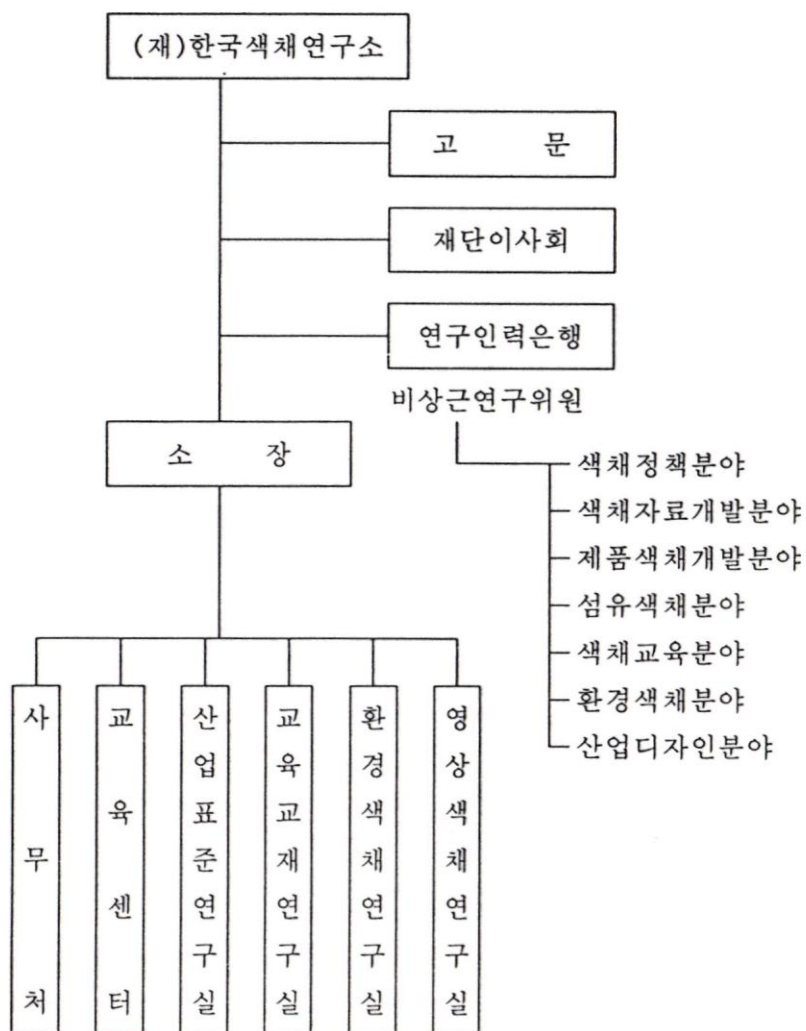 (재)한국색채연구소
고 문
재단이사회
연구인력은행
비상근연구위원
소 장
색채정책분야
색채자료개발분야
제품색채개발분야
섬유색채분야
색채교육분야
환경색채분야
산업디자인분야
사무처
교육센터
산업표준연구실
교육교재연구실
환경색채연구실
영상색채연구실